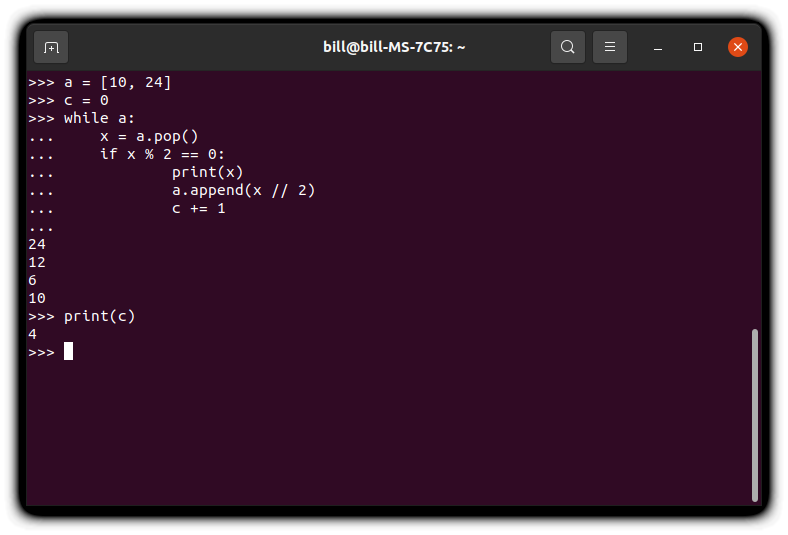 bill@bill-MS-7C75: ~
>>> a = [10, 24]
>>> c = 0
>>> while a:
...     x = a.pop()
...     if x % 2 == 0:
...             print(x)
...             a.append(x // 2)
...             c += 1
...
24
12
6
10
>>> print(c)
4
>>>